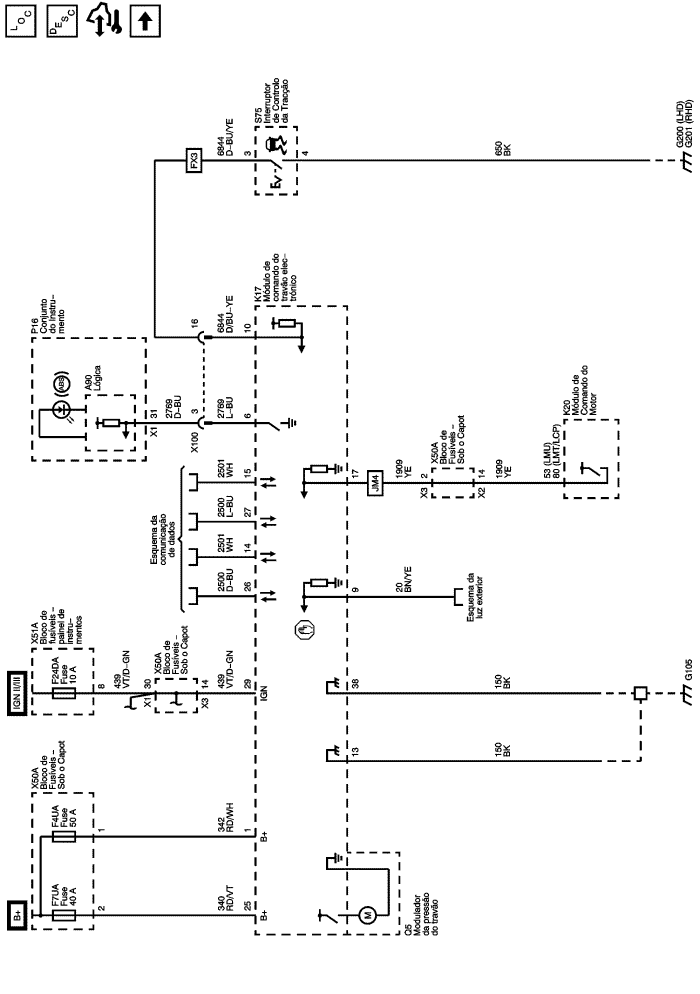 B+
X50A
Bloco de
Fusíveis –
Sob o Capot
F7UA
Fuse
40 A
F4UA
Fuse
50 A
2
1
340
RD/VT
342
RD/WH
25
1
B+
B+
IGN II/III
X51A
Bloco de
fusíveis –
painel de
instru-
mentos
F24DA
Fuse
10 A
8
439
VT/D-GN
X1
30
X50A
Bloco de
Fusíveis –
Sob o Capot
X3
14
439
VT/D-GN
29
IGN
Esquema da
comunicação
de dados
2500
D-BU
26
2501
WH
14
2500
L-BU
27
2501
WH
15
P16
Conjunto
do Instru-
mento
ABS
A90
Lógica
X1
31
2769
D-BU
X100
3
2769
L-BU
6
16
6844
D/BU-YE
10
K17
Módulo de
comando do
travão elec-
trónico
FX3
6844
D-BU/YE
3
S75
Interruptor
de Controlo
da Tracção
4
650
BK
G200 (LHD)
G201 (RHD)
M
Q5
Modulador
da pressão
do travão
13
150
BK
38
150
BK
G105
9
20
BN/YE
Esquema da
luz exterior
17
JM4
1909
YE
X3
2
X50A
Bloco de
Fusíveis –
Sob o Capot
X2
14
1909
YE
53 (LMU)
80 (LMT/LCP)
K20
Módulo de
Comando do
Motor
LOC
DESC